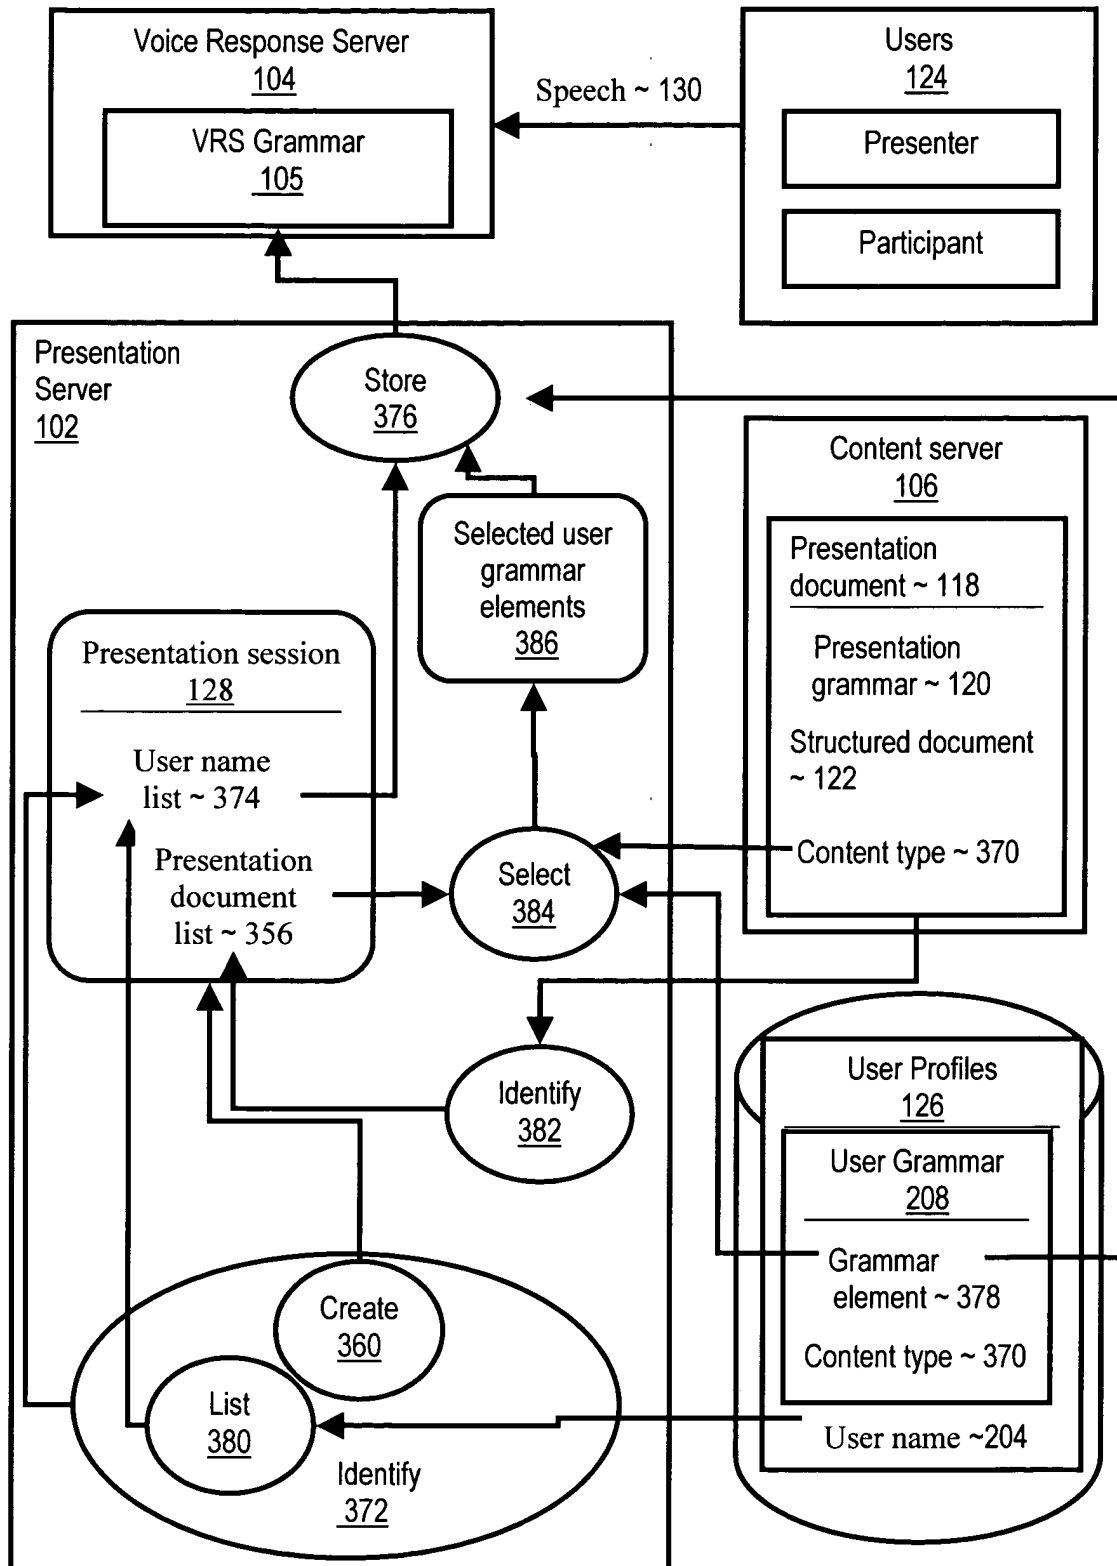 Voice Response Server
104
VRS Grammar
105
Speech ~ 130
Users
124
Presenter
Participant
Presentation
Server
102
Store
376
Selected user
grammar
elements
386
Content server
106
Presentation
document ~ 118
Presentation
grammar ~ 120
Structured document
~ 122
Content type ~ 370
Presentation session
128
User name
list ~ 374
Presentation
document
list ~ 356
Select
384
Identify
382
User Profiles
126
User Grammar
208
Grammar
element ~ 378
Content type ~ 370
User name ~204
Create
360
List
380
Identify
372